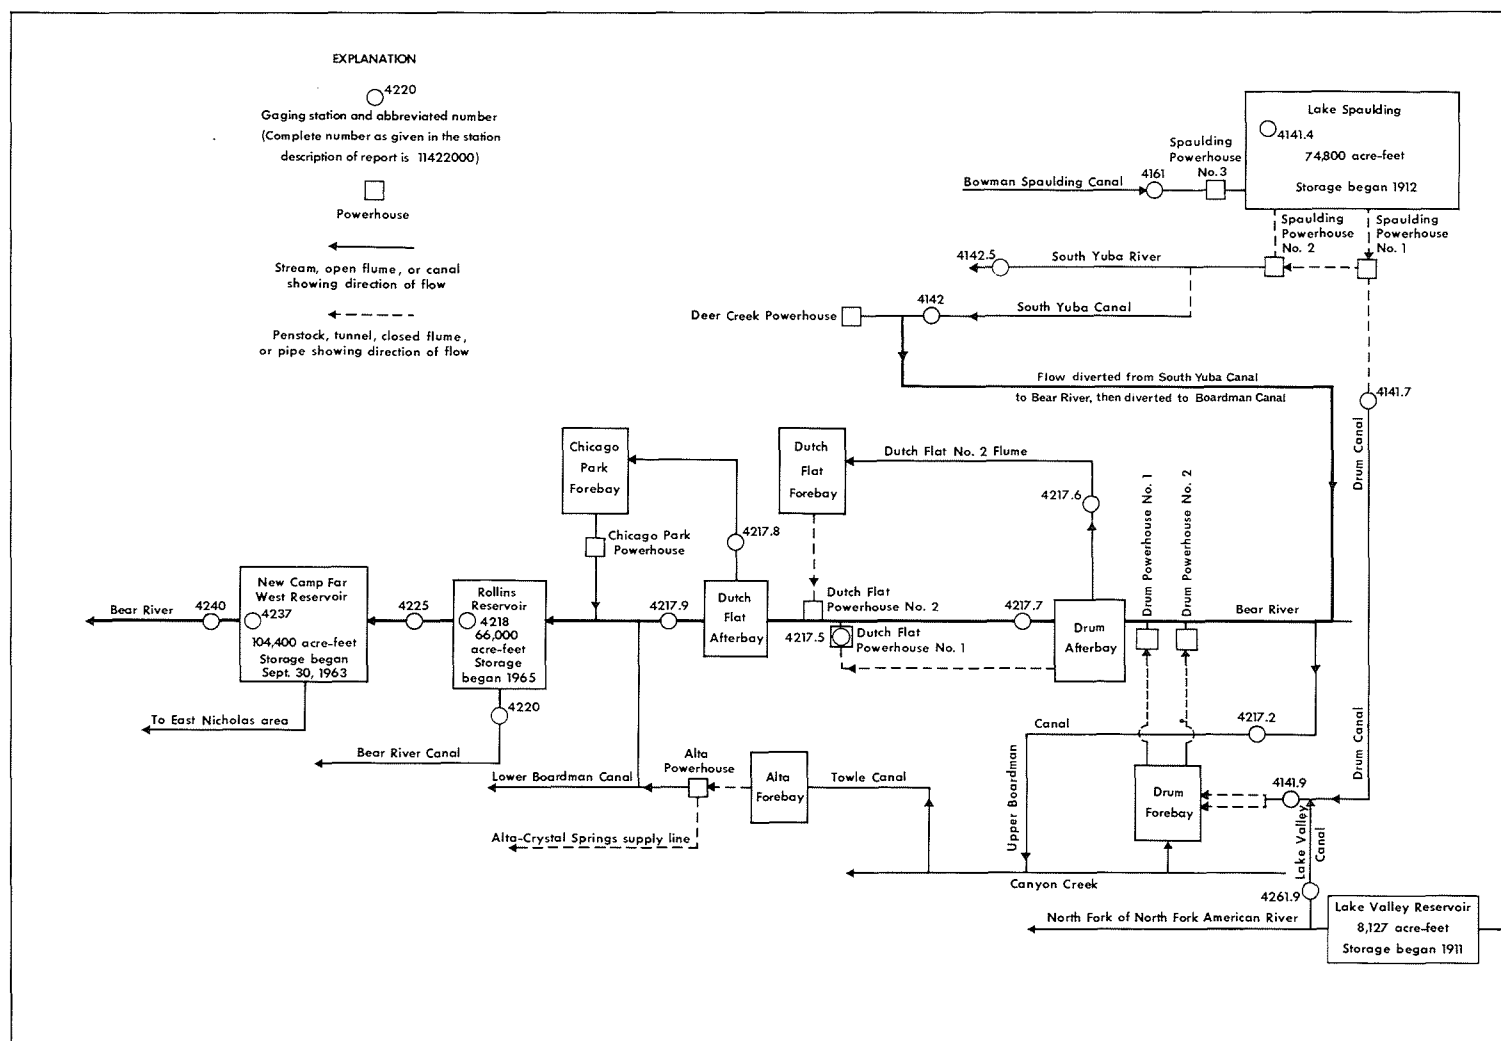 EXPLANATION
4220
Gaging station and abbreviated number
(Complete number as given in the station
description of report is 11422000)
Powerhouse
Stream, open flume, or canal
showing direction of flow
Penstock, tunnel, closed flume,
or pipe showing direction of flow
Lake Spaulding
4141.4
74,800 acre-feet
Storage began 1912
Spaulding
Powerhouse
No. 3
4161
Bowman Spaulding Canal
Spaulding
Powerhouse
No. 2
Spaulding
Powerhouse
No. 1
4142.5
South Yuba River
4142
South Yuba Canal
Deer Creek Powerhouse
Flow diverted from South Yuba Canal
to Bear River, then diverted to Boardman Canal
4141.7
Drum Canal
Chicago
Park
Forebay
Dutch
Flat
Forebay
Dutch Flat No. 2 Flume
4217.6
Drum Powerhouse No. 1
Drum Powerhouse No. 2
4217.8
Chicago Park
Powerhouse
New Camp Far
West Reservoir
4237
104,400 acre-feet
Storage began
Sept. 30, 1963
Bear River
4240
4225
Rollins
Reservoir
4218
66,000
acre-feet
Storage
began 1965
4217.9
Dutch
Flat
Afterbay
Dutch Flat
Powerhouse No. 2
4217.5
Dutch Flat
Powerhouse No. 1
4217.7
Drum
Afterbay
Bear River
To East Nicholas area
4220
Bear River Canal
Canal
4217.2
Drum Canal
Alta
Powerhouse
Lower Boardman Canal
Alta
Forebay
Towle Canal
Upper Boardman
Drum
Forebay
4141.9
Lake Valley
Canal
Alta-Crystal Springs supply line
Canyon Creek
4261.9
North Fork of North Fork American River
Lake Valley Reservoir
8,127 acre-feet
Storage began 1911